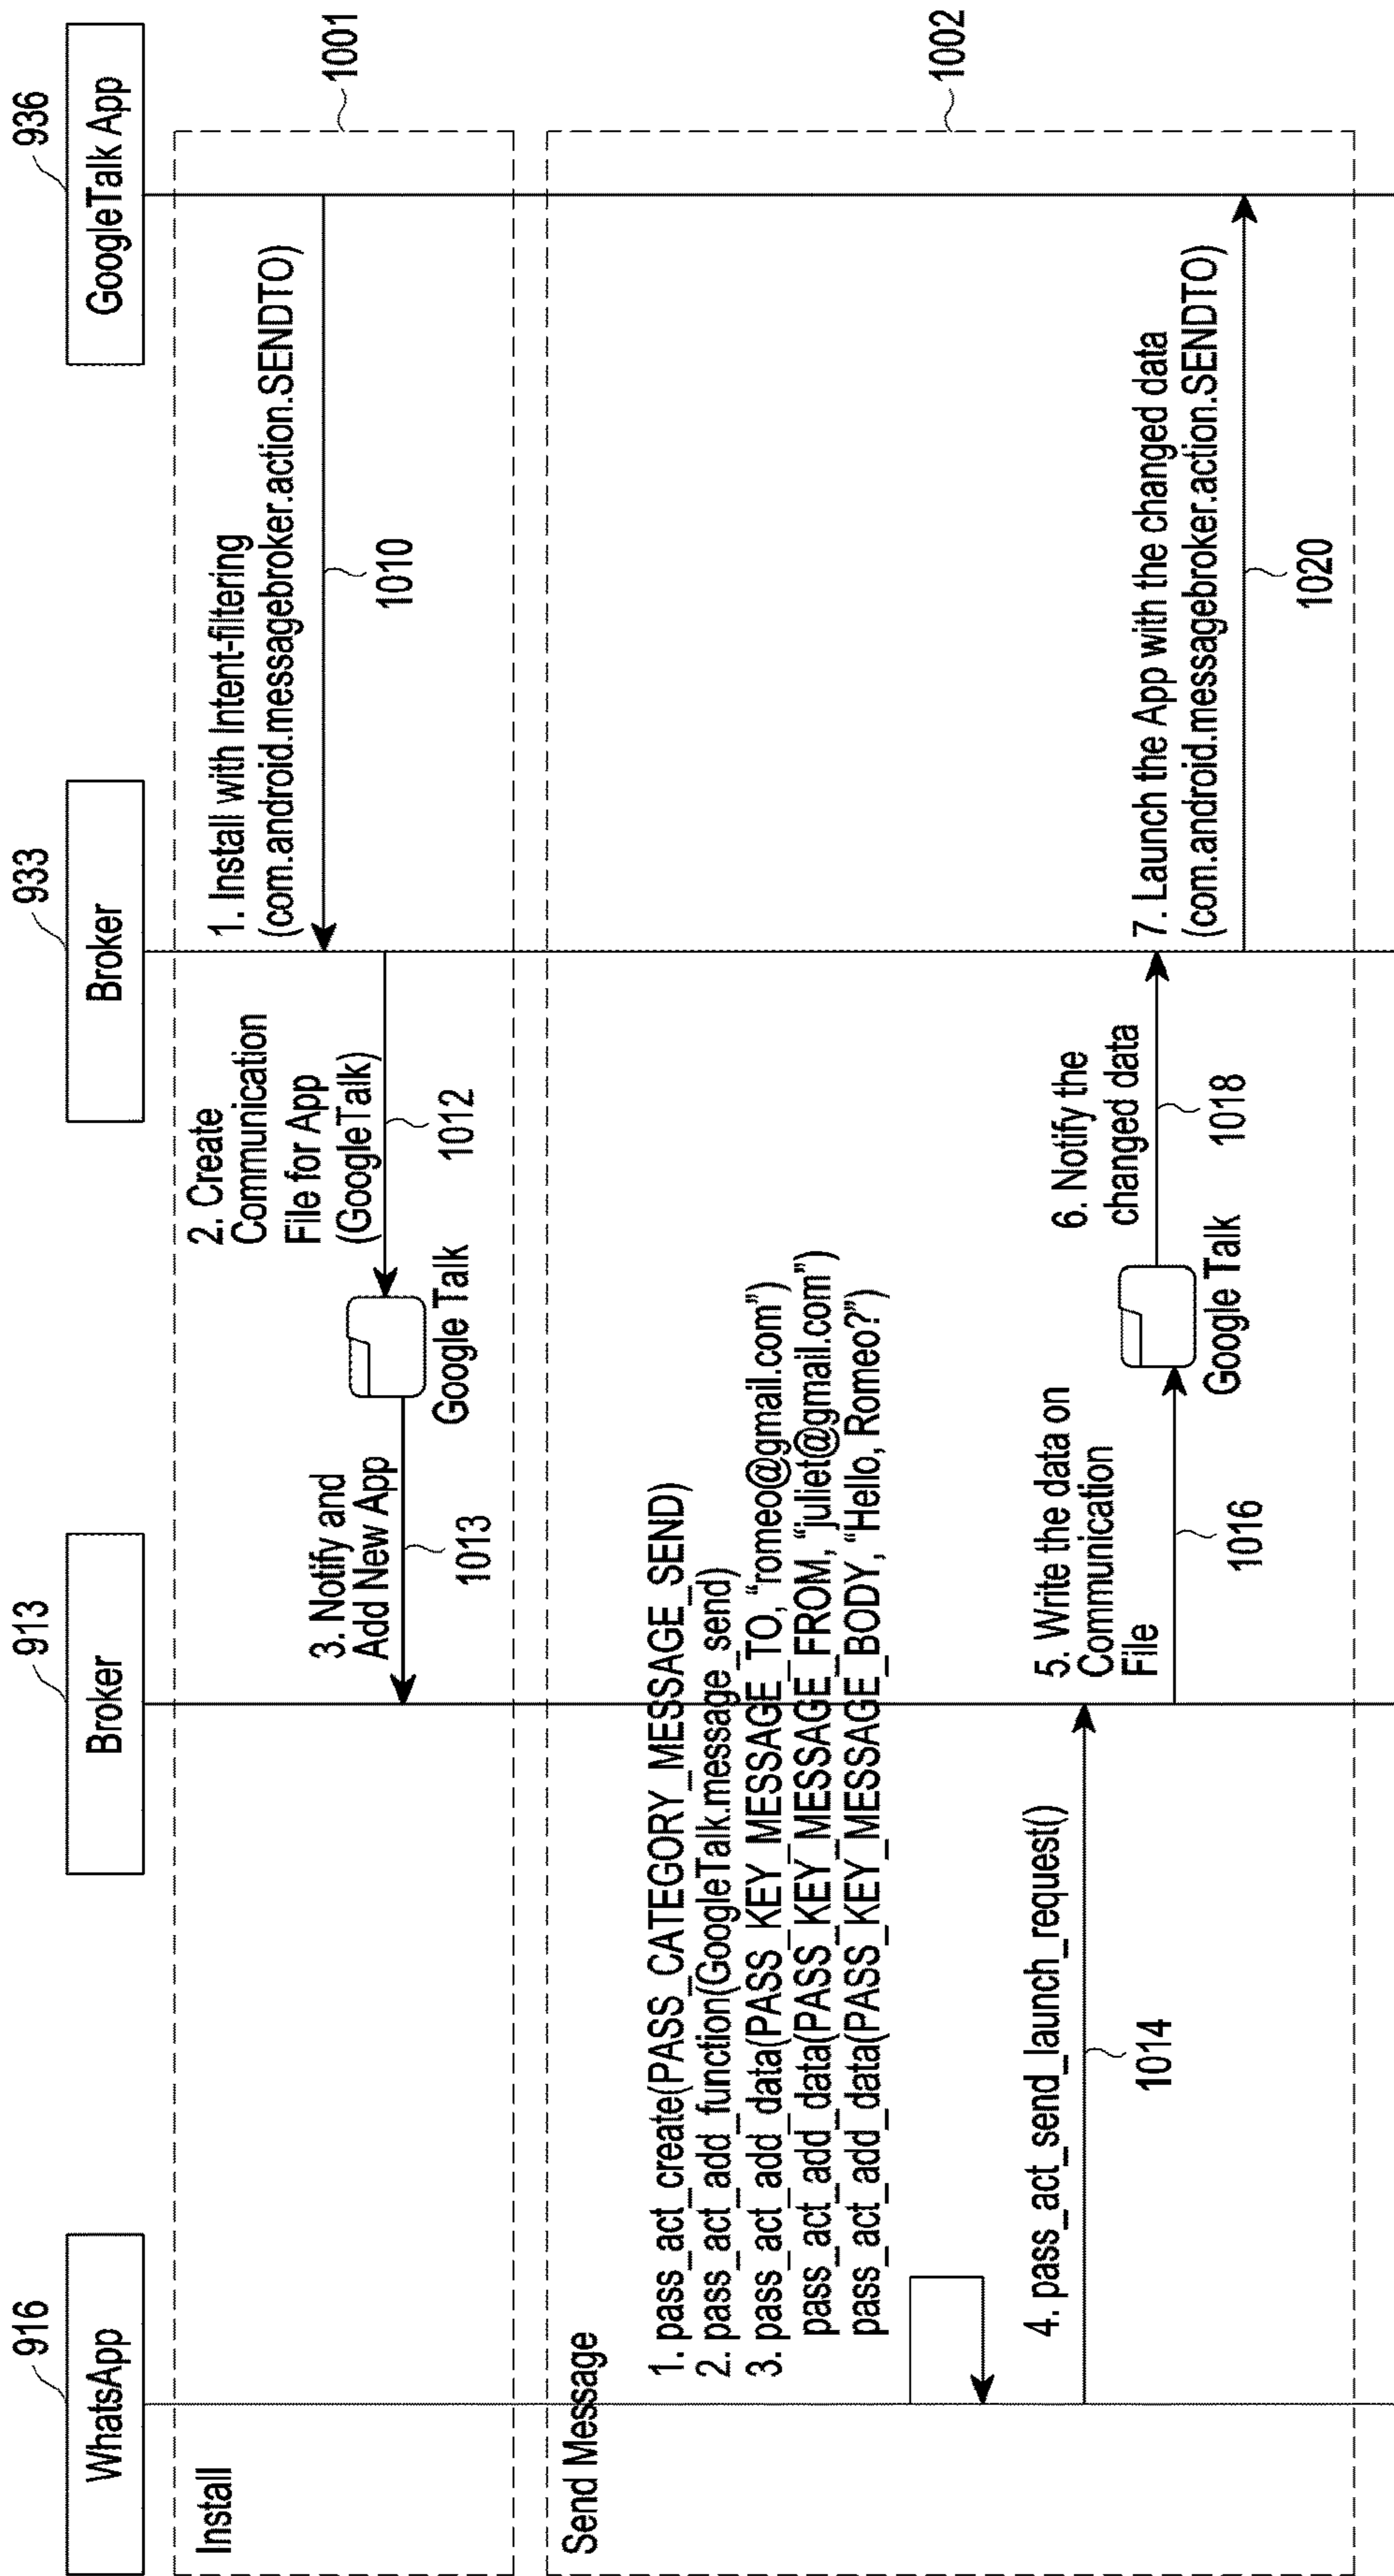 916
913
933
936
WhatsApp
Broker
Broker
GoogleTalk App
Install
1001
1. Install with Intent-filtering
(com.android.messagebroker.action.SENDTO)
1010
2. Create
Communication
File for App
(GoogleTalk)
1012
Google Talk
3. Notify and
Add New App
1013
Send Message
1002
1. pass_act_create(PASS_CATEGORY_MESSAGE_SEND)
2. pass_act_add_function(GoogleTalk.message_send)
3. pass_act_add_data(PASS_KEY_MESSAGE_TO, “romeo@gmail.com”)
pass_act_add_data(PASS_KEY_MESSAGE_FROM, “juliet@gmail.com”)
pass_act_add_data(PASS_KEY_MESSAGE_BODY, “Hello, Romeo?”)
4. pass_act_send_launch_request()
1014
5. Write the data on
Communication
File
1016
Google Talk
6. Notify the
changed data
1018
7. Launch the App with the changed data
(com.android.messagebroker.action.SENDTO)
1020